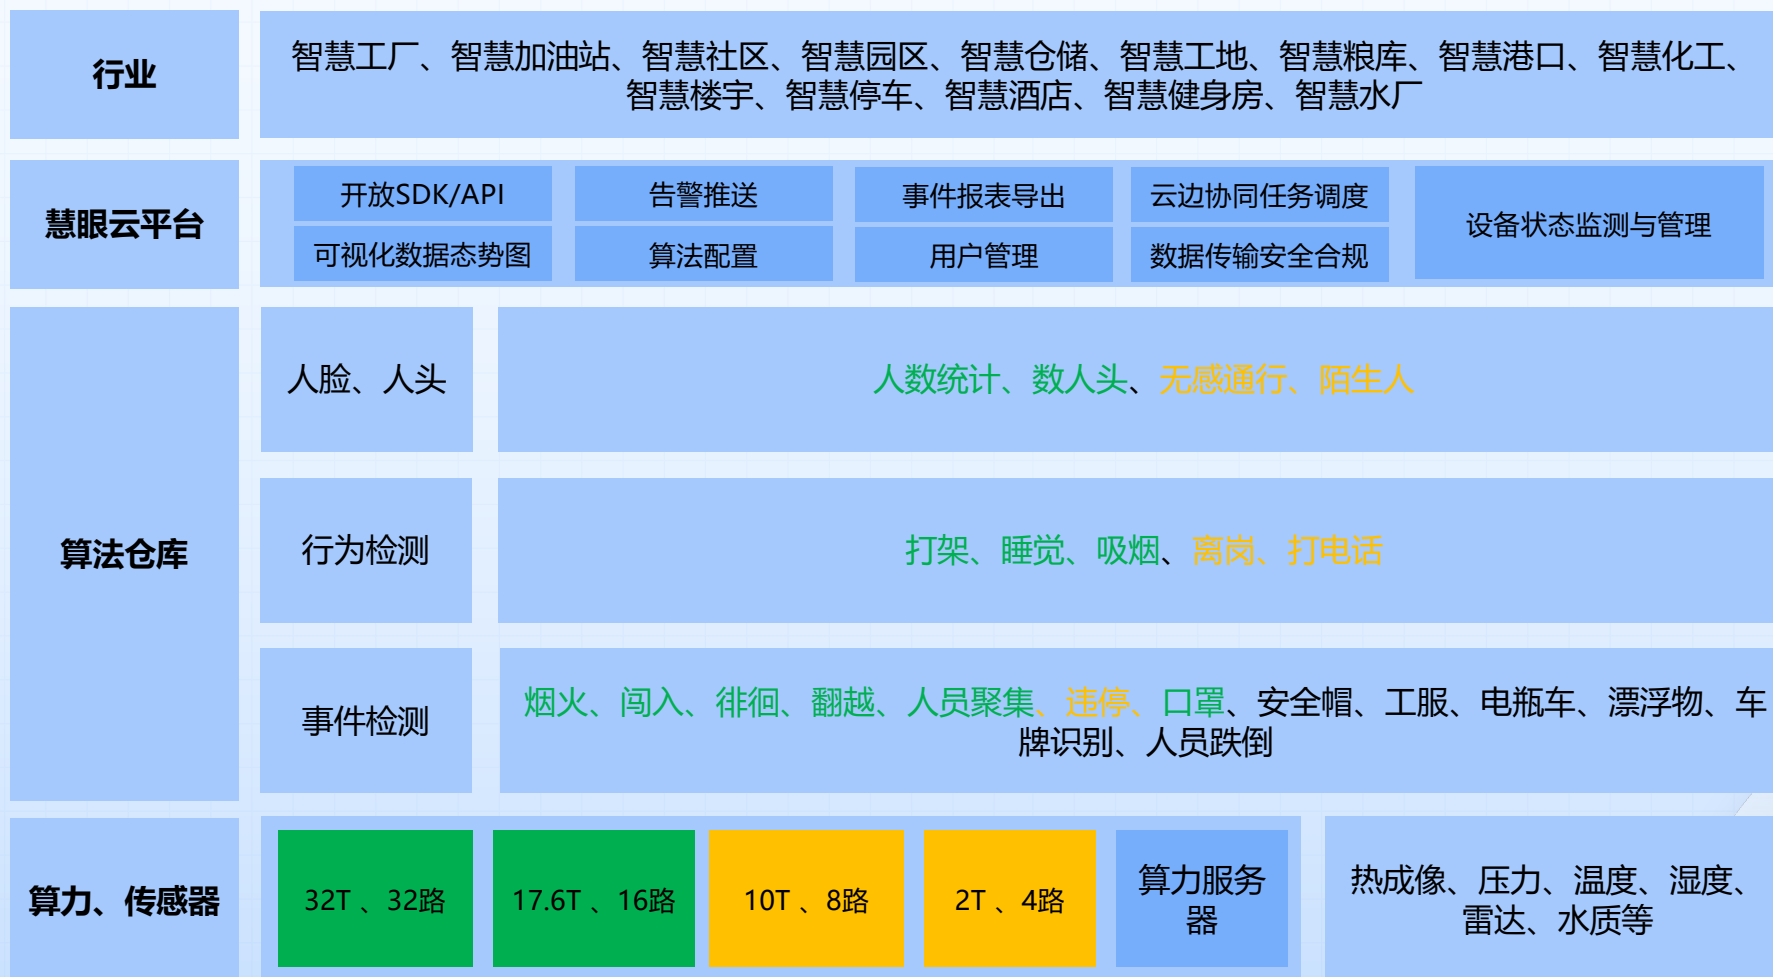 行业
智慧工厂、智慧加油站、智慧社区、智慧园区、智慧仓储、智慧工地、智慧粮库、智慧港口、智慧化工、
智慧楼宇、智慧停车、智慧酒店、智慧健身房、智慧水厂
慧眼云平台
开放SDK/API
告警推送
事件报表导出
云边协同任务调度
设备状态监测与管理
可视化数据态势图
算法配置
用户管理
数据传输安全合规
算法仓库
人脸、人头
人数统计、数人头、无感通行、陌生人
行为检测
打架、睡觉、吸烟、离岗、打电话
事件检测
烟火、闯入、徘徊、翻越、人员聚集、违停、口罩、安全帽、工服、电瓶车、漂浮物、车
牌识别、人员跌倒
算力、传感器
32T 、32路
17.6T 、16路
10T 、8路
2T 、4路
算力服务
器
热成像、压力、温度、湿度、
雷达、水质等